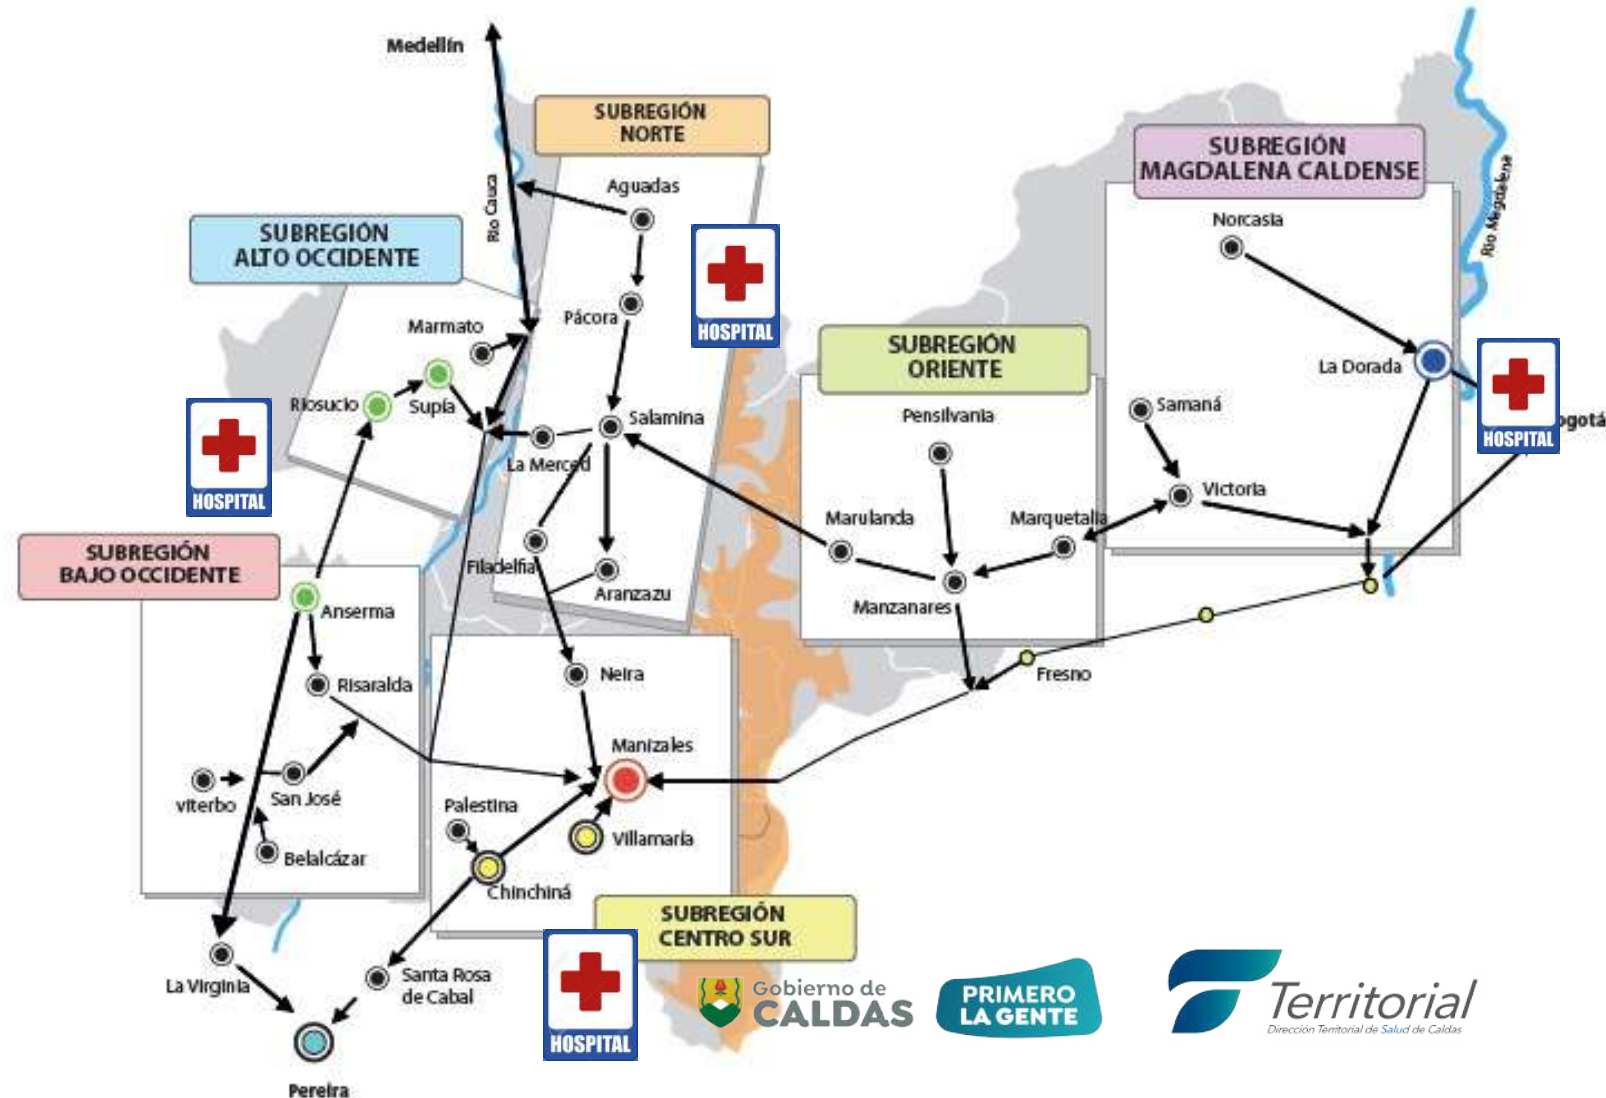 Medellín
SUBREGIÓN
NORTE
SUBREGIÓN
MAGDALENA CALDENSE
Río Cauca
Aguadas
Río Magdalena
Norcasia
SUBREGIÓN
ALTO OCCIDENTE
HOSPITAL
Marmato
Pácora
SUBREGIÓN
ORIENTE
La Dorada
Riosucio
Supía
Salamina
Pensilvania
Samaná
HOSPITAL
ogotá
La Merced
HOSPITAL
Victoria
Marulanda
Marquetalia
SUBREGIÓN
BAJO OCCIDENTE
Filadelfia
Aranzazu
Manzanares
Anserma
Risaralda
Neira
Fresno
Manizales
viterbo
San José
Palestina
Villamaría
Belalcázar
Chinchiná
SUBREGIÓN
CENTRO SUR
La Virginia
Santa Rosa
de Cabal
HOSPITAL
Gobierno de
CALDAS
PRIMERO
LA GENTE
Territorial
Dirección Territorial de Salud de Caldas
Pereira